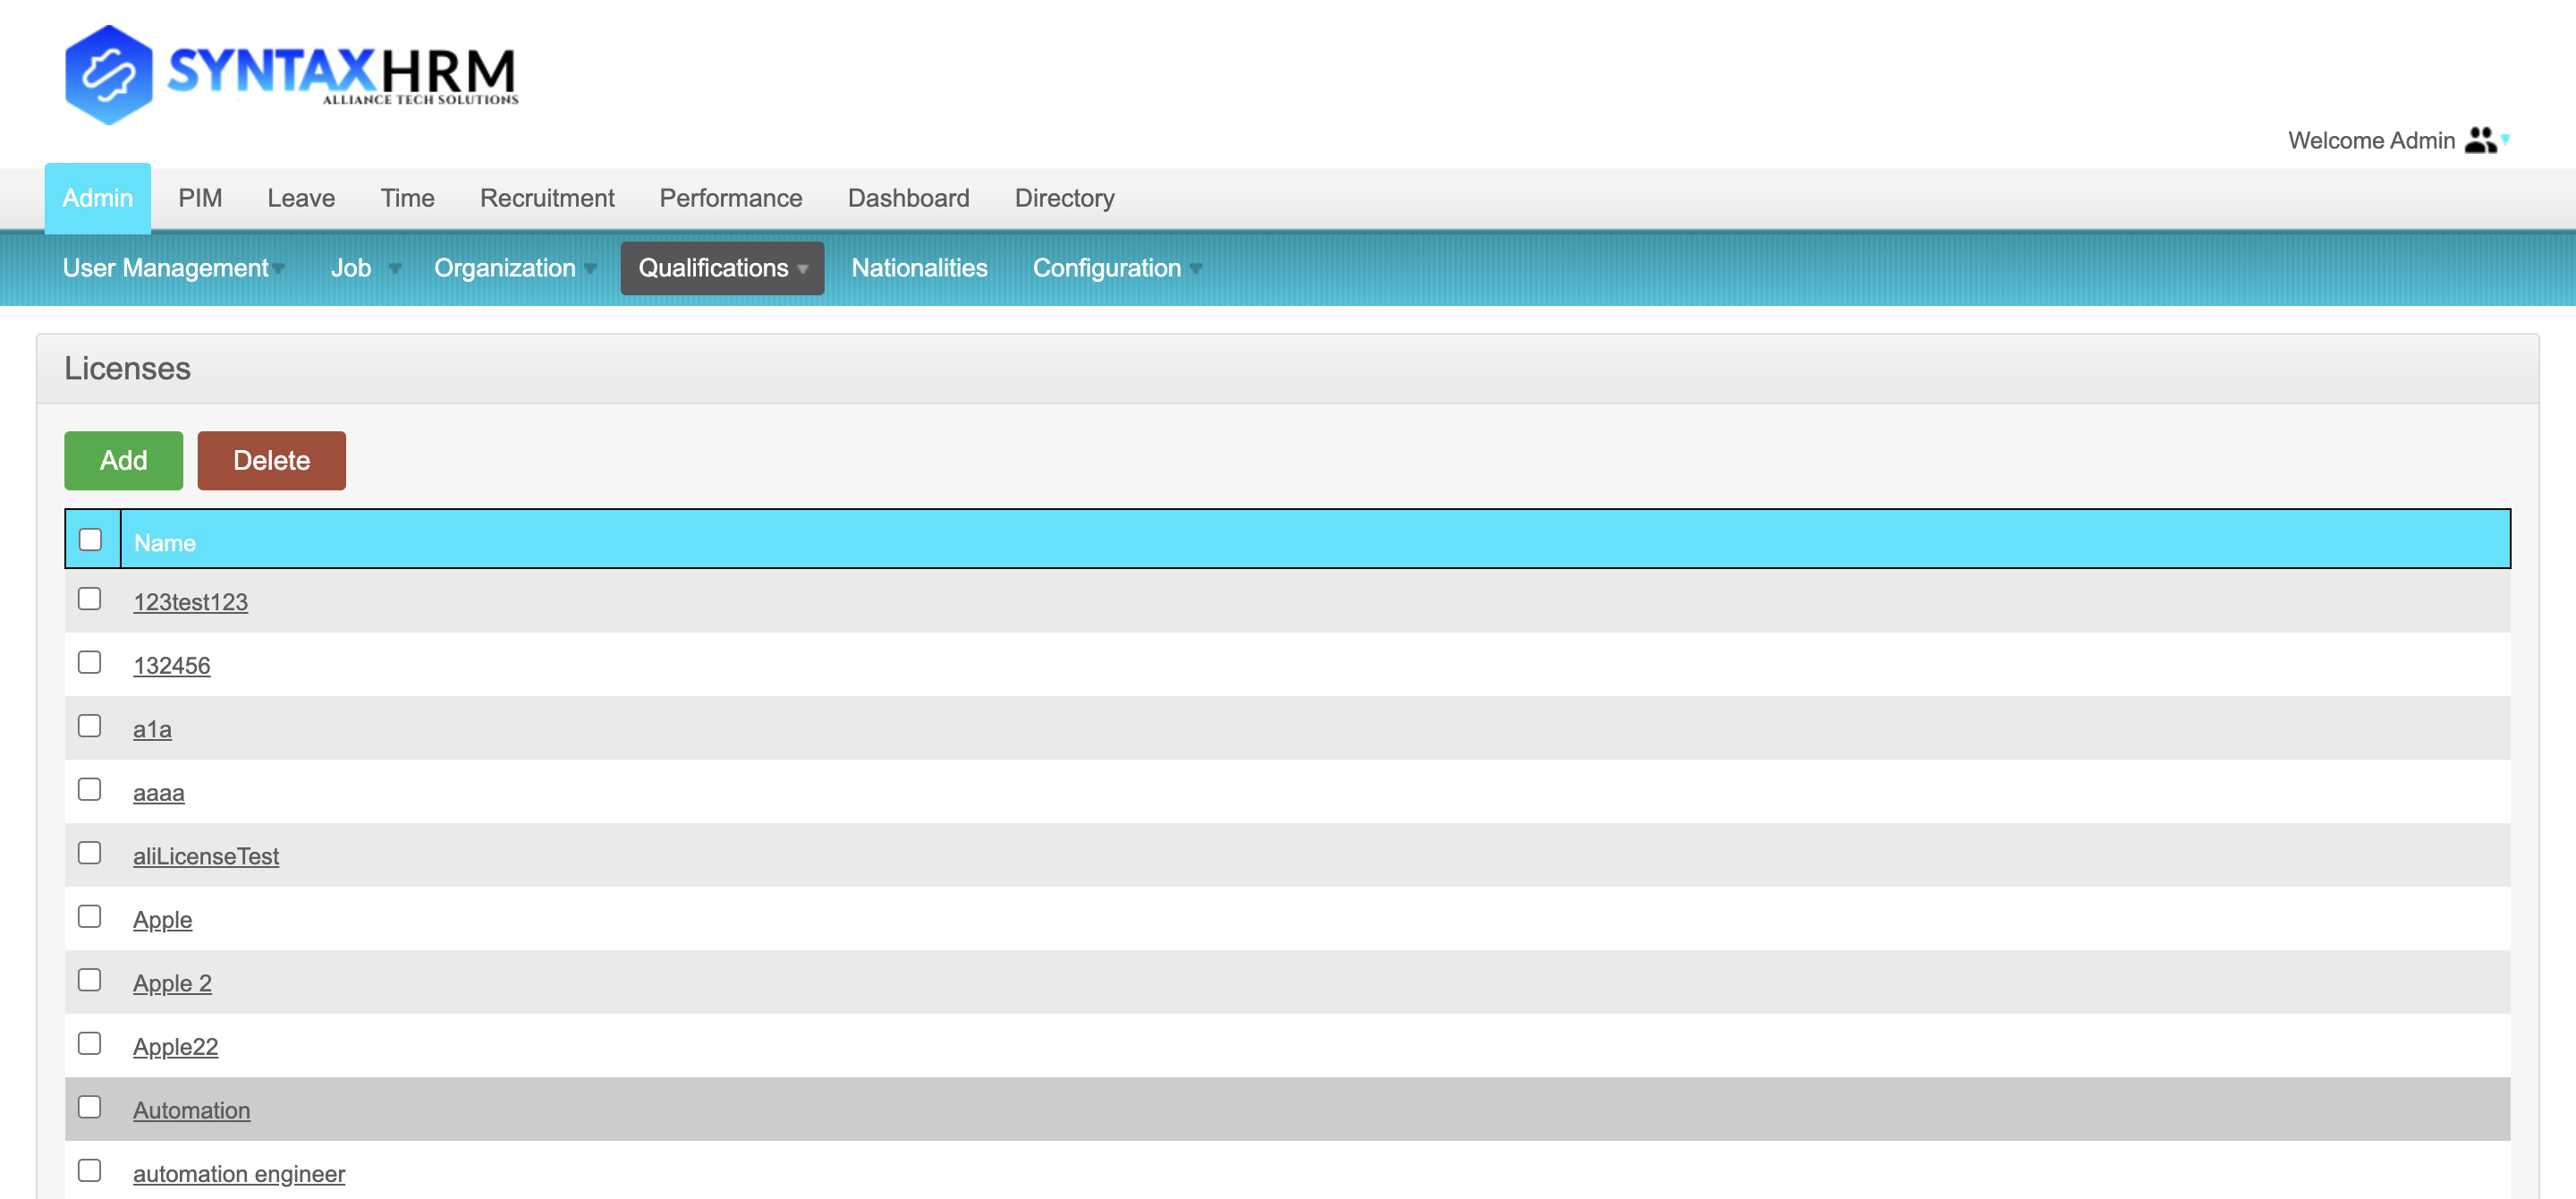 SYNTAXHRM
ALLIANCE TECH SOLUTIONS
Welcome Admin
Admin PIM Leave Time Recruitment Performance Dashboard Directory
User Management Job Organization Qualifications Nationalities Configuration
Licenses
Add Delete
Name
123test123
132456
a1a
aaaa
aliLicenseTest
Apple
Apple 2
Apple22
Automation
automation engineer